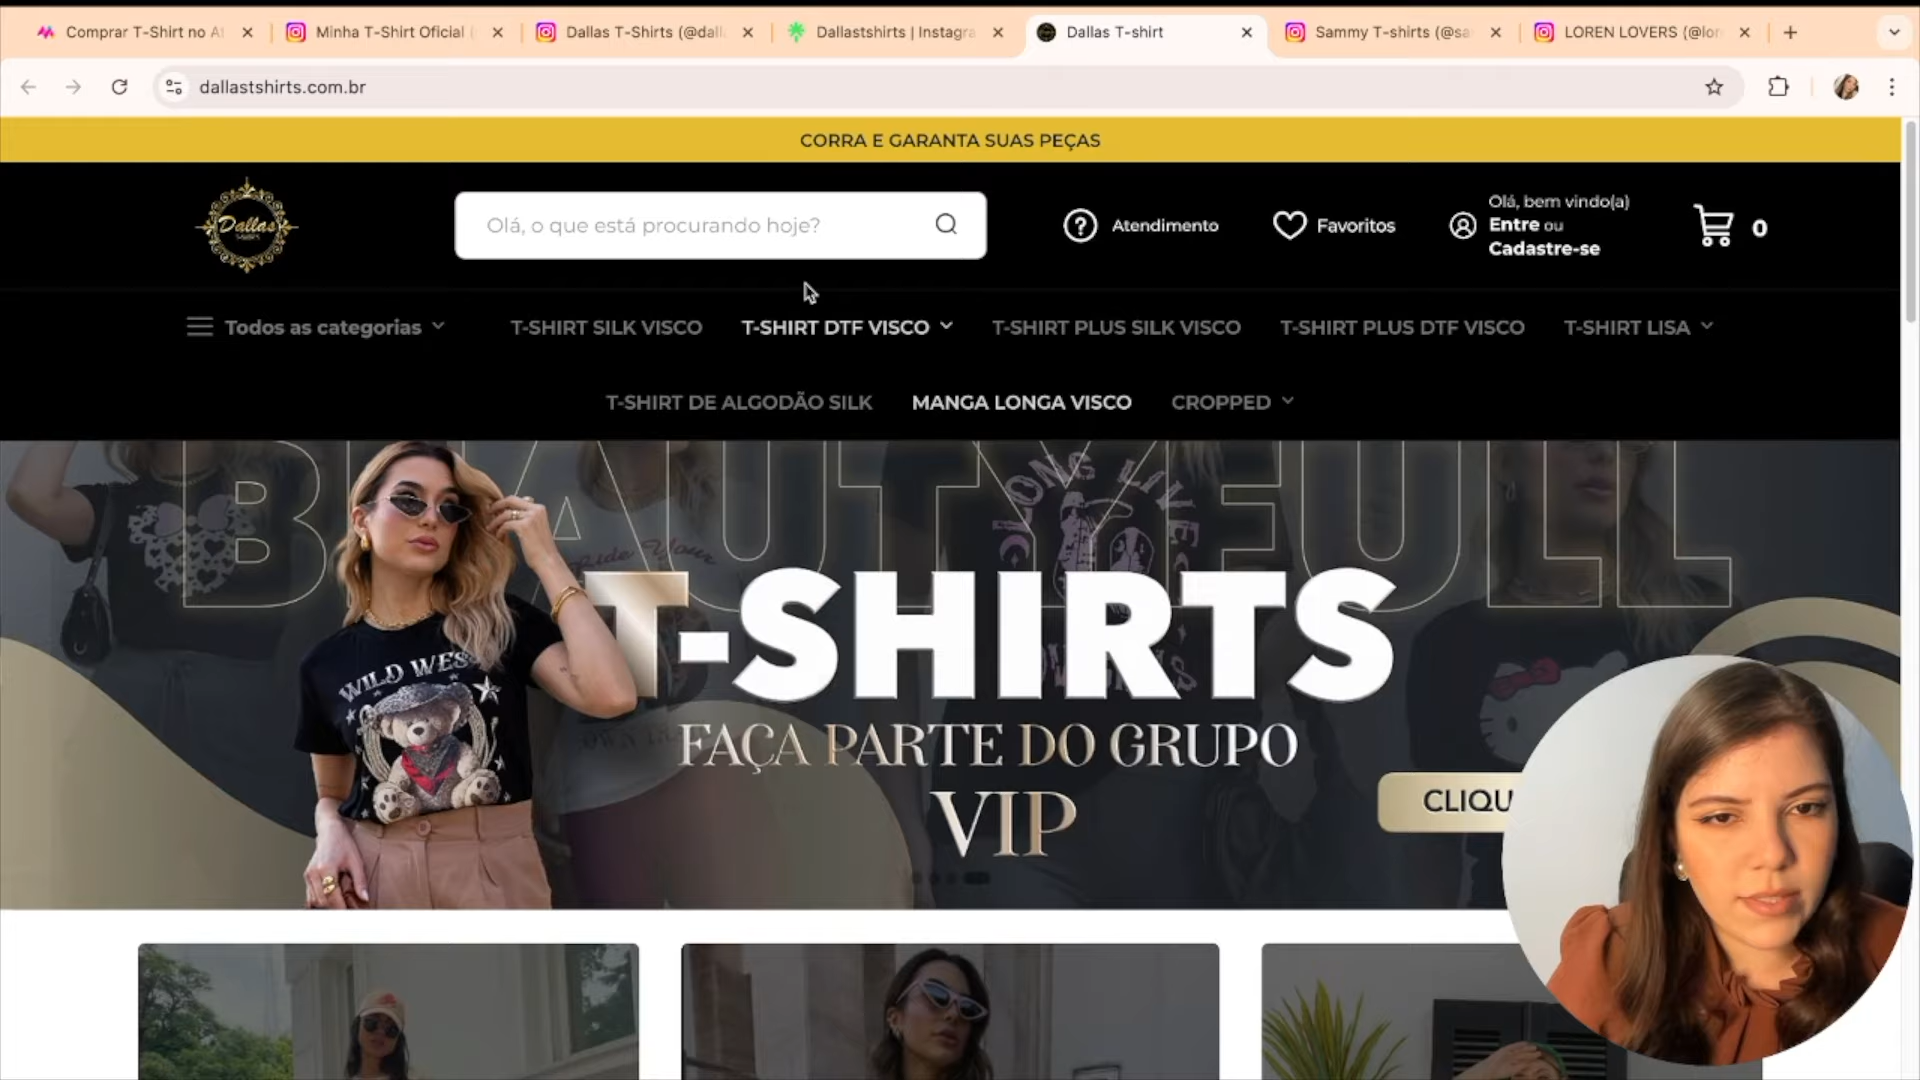 Comprar T-Shirt no A
Minha T-Shirt Oficial
Dallas T-Shirts (@dall
Dallastshirts | Instagra
Dallas T-shirt
Sammy T-shirts (@sa
LOREN LOVERS (@lor
dallastshirts.com.br
CORRA E GARANTA SUAS PEÇAS
Dallas
Olá, o que está procurando hoje?
Atendimento
Favoritos
Olá, bem vindo(a)
Entre ou
Cadastre-se
0
Todos as categorias
T-SHIRT SILK VISCO
T-SHIRT DTF VISCO
T-SHIRT PLUS SILK VISCO
T-SHIRT PLUS DTF VISCO
T-SHIRT LISA
T-SHIRT DE ALGODÃO SILK
MANGA LONGA VISCO
CROPPED
BEAUTYFULL
LONG LIVE
WILD WES
T-SHIRTS
FAÇA PARTE DO GRUPO
VIP
CLIQU